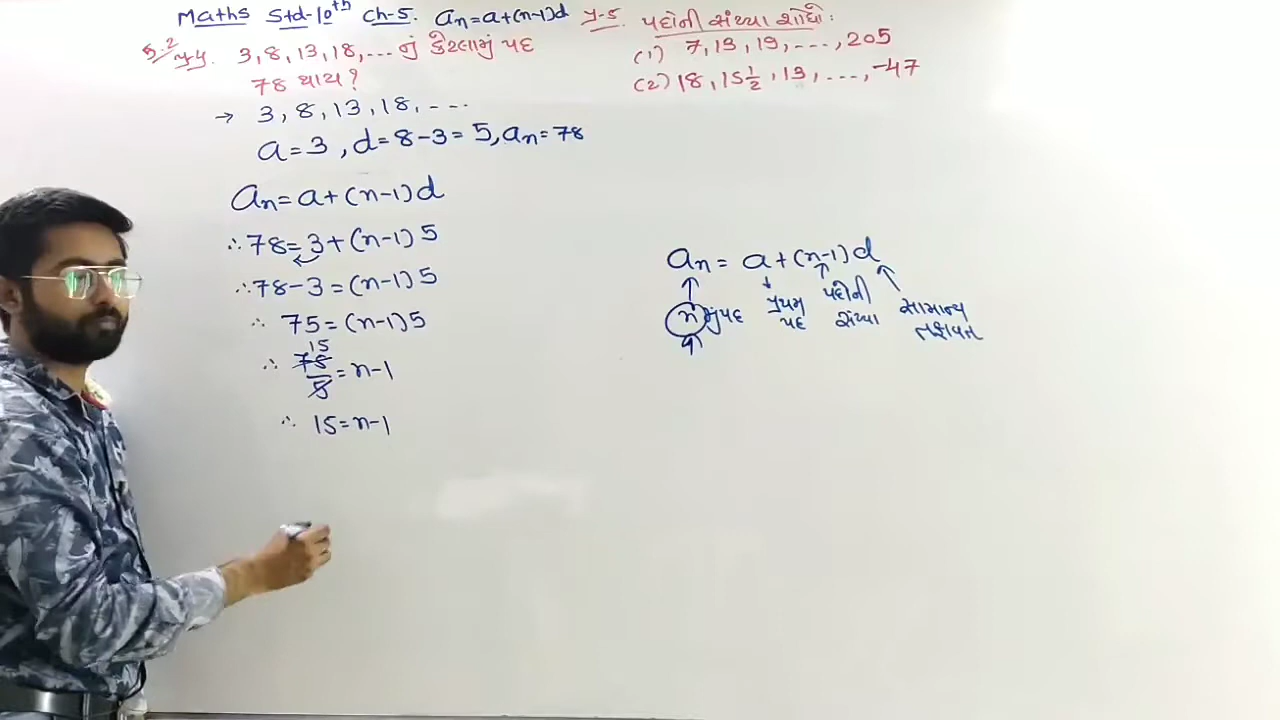 Maths Std-10th Ch-5. an=a+(n-1)d
5.2 પ્ર-4. 3, 8, 13, 18, ... નું કેટલામું પદ
78 થાય?
→ 3, 8, 13, 18, ...
a=3, d=8-3=5, an=78
an=a+(n-1)d
∴ 78=3+(n-1)5
∴ 78-3=(n-1)5
∴ 75=(n-1)5
15
∴ 75/5=n-1
∴ 15=n-1
પ્ર-5. પદોની સંખ્યા શોધો:
(1) 7, 13, 19, ..., 205
(2) 18, 15 1/2, 13, ..., -47
an = a+(n-1)d
n મું પદ
પ્રથમ પદ
પદોની સંખ્યા
સામાન્ય તફાવત